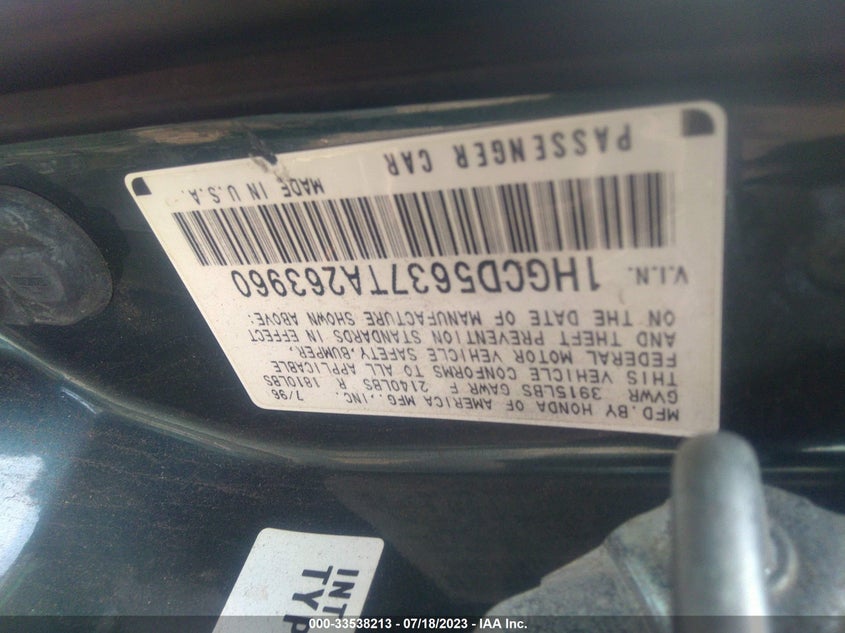 MFD. BY HONDA OF AMERICA MFG., INC. 7/96
GVWR 3915LBS GAWR F 2140LBS R 1810LBS
THIS VEHICLE CONFORMS TO ALL APPLICABLE
FEDERAL MOTOR VEHICLE SAFETY, BUMPER,
AND THEFT PREVENTION STANDARDS IN EFFECT
ON THE DATE OF MANUFACTURE SHOWN ABOVE:
V.I.N. 1HGCD5637TA263960
PASSENGER CAR MADE IN U.S.A.
INT
TYP
000-33538213 - 07/18/2023 - IAA Inc.